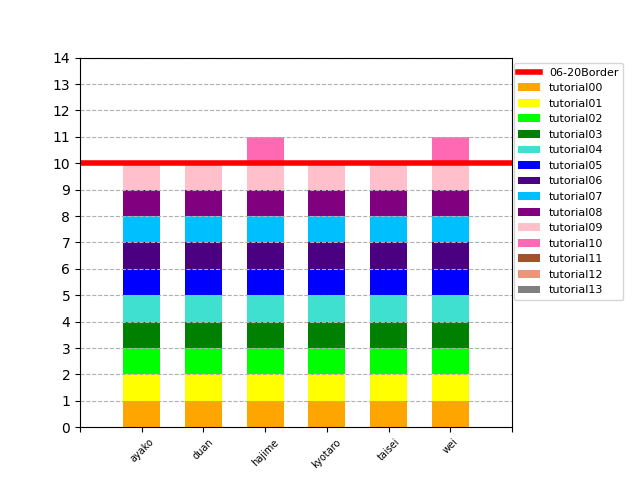 14
13
12
11
10
9
8
7
6
5
4
3
2
1
0
ayako
duan
hajime
kyotaro
taisei
wei
06-20Border
tutorial00
tutorial01
tutorial02
tutorial03
tutorial04
tutorial05
tutorial06
tutorial07
tutorial08
tutorial09
tutorial10
tutorial11
tutorial12
tutorial13